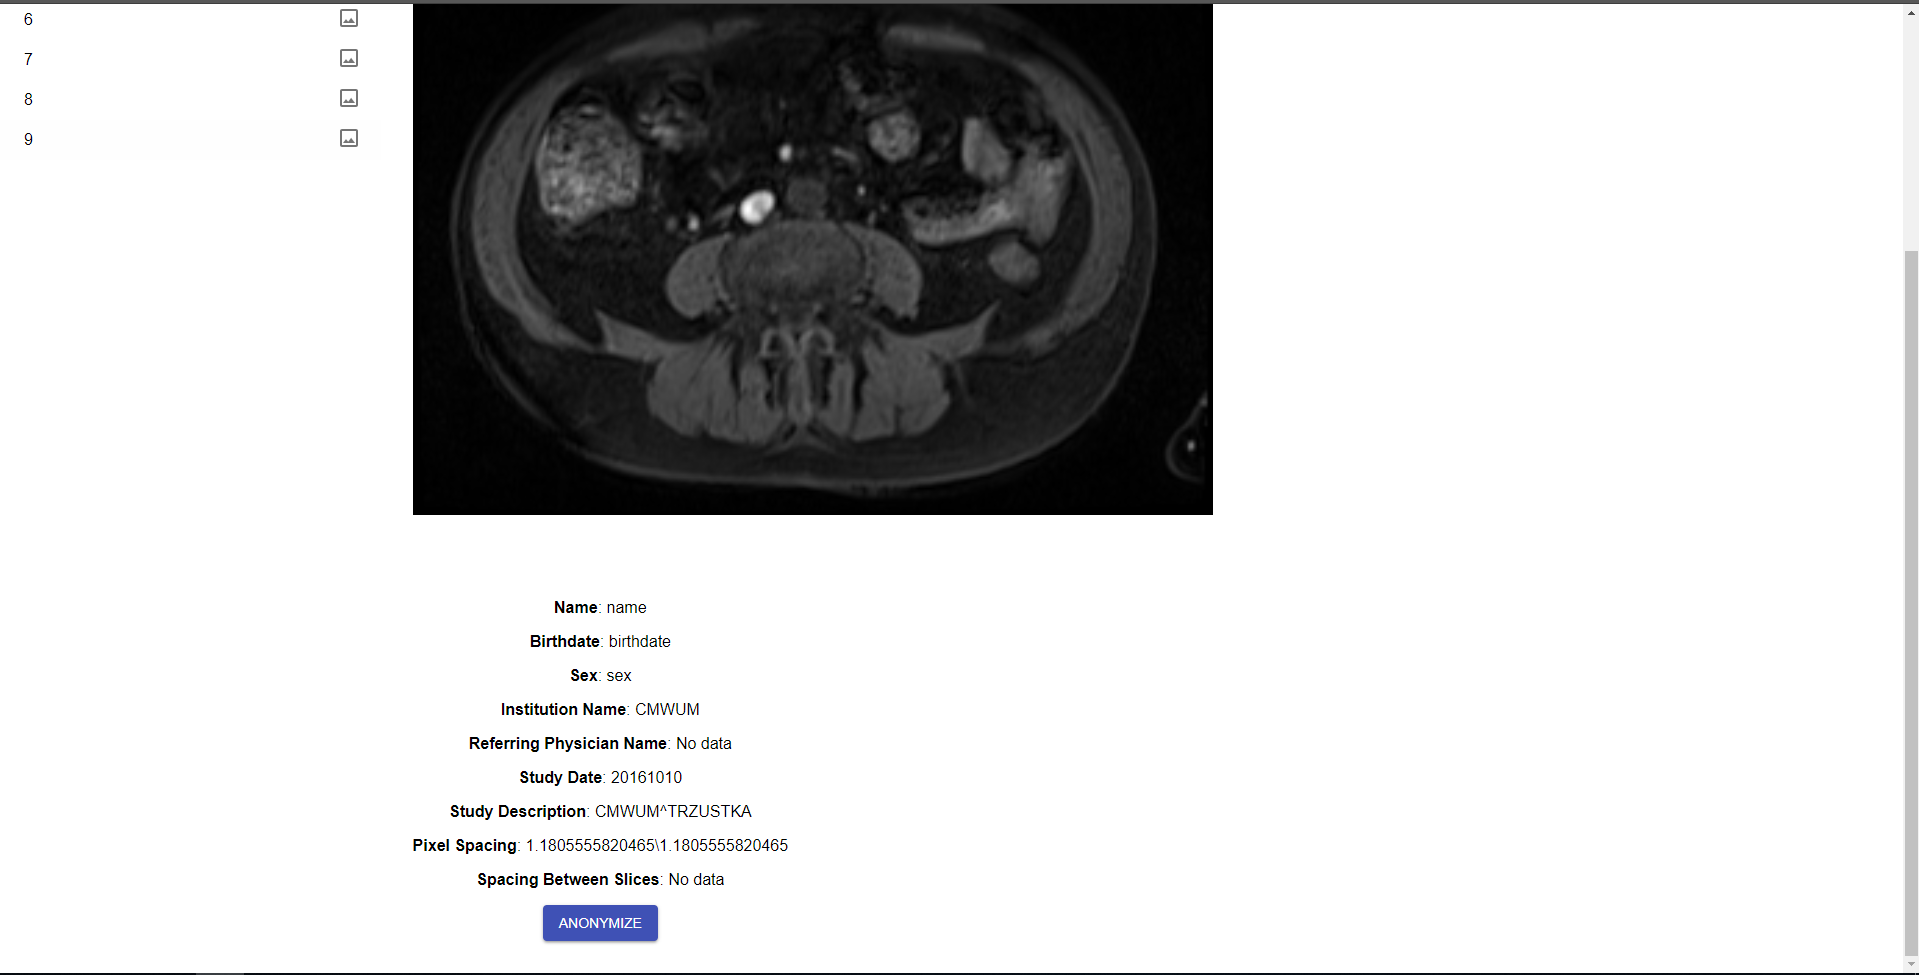 6
7
8
9
Name: name
Birthdate: birthdate
Sex: sex
Institution Name: CMWUM
Referring Physician Name: No data
Study Date: 20161010
Study Description: CMWUM^TRZUSTKA
Pixel Spacing: 1.1805555820465\1.1805555820465
Spacing Between Slices: No data
ANONYMIZE